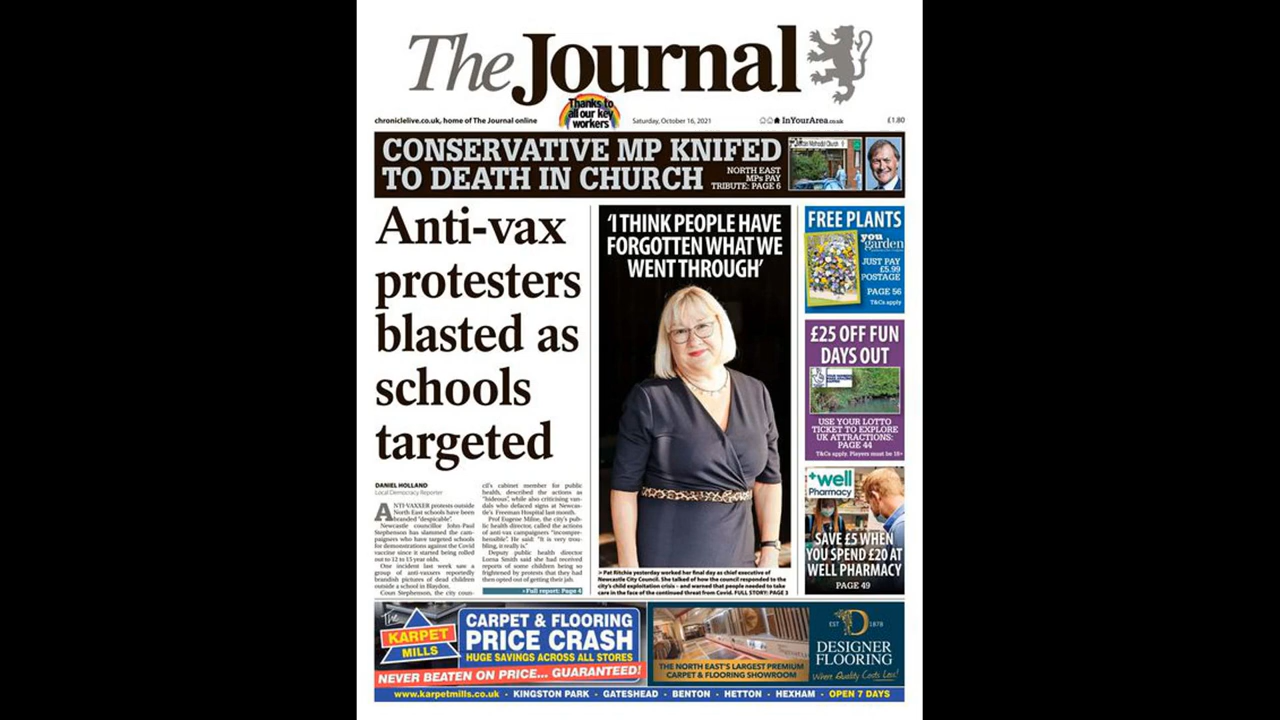 The Journal
Thanks to
all our key
workers
chroniclelive.co.uk, home of The Journal online
Saturday, October 16, 2021
InYourArea.co.uk
£1.80
CONSERVATIVE MP KNIFED
TO DEATH IN CHURCH
NORTH EAST
MPs PAY
TRIBUTE: PAGE 6
Methodist Church
Anti-vax
protesters
blasted as
schools
targeted
DANIEL HOLLAND
Local Democracy Reporter
ANTI-VAXXER protests outside
North East schools have been
branded "despicable".
Newcastle councillor John-Paul
Stephenson has slammed the cam-
paigners who have targeted schools
for demonstrations against the Covid
vaccine since it started being rolled
out to 12 to 15 year olds.
One incident last week saw a
group of anti-vaxxers reportedly
brandish pictures of dead children
outside a school in Blaydon.
Coun Stephenson, the city coun-
cil's cabinet member for public
health, described the actions as
"hideous", while also criticising van-
dals who defaced signs at Newcas-
tle's Freeman Hospital last month.
Prof Eugene Milne, the city's pub-
lic health director, called the actions
of anti-vax campaigners "incompre-
hensible". He said: "It is very trou-
bling, it really is."
Deputy public health director
Lorna Smith said she had received
reports of some children being so
frightened by protests that they had
then opted out of getting their jab.
> Full report: Page 4
'I THINK PEOPLE HAVE
FORGOTTEN WHAT WE
WENT THROUGH'
> Pat Ritchie yesterday worked her final day as chief executive of
Newcastle City Council. She talked of how the council responded to the
city's child exploitation crisis – and warned that people needed to take
care in the face of the continued threat from Covid. FULL STORY: PAGE 3
FREE PLANTS
you
garden
JUST PAY
£5.99
POSTAGE
PAGE 56
T&Cs apply
£25 OFF FUN
DAYS OUT
USE YOUR LOTTO
TICKET TO EXPLORE
UK ATTRACTIONS:
PAGE 44
T&Cs apply. Players must be 18+
+well
Pharmacy
SAVE £5 WHEN
YOU SPEND £20 AT
WELL PHARMACY
PAGE 49
The
KARPET
MILLS
CARPET & FLOORING
PRICE CRASH
HUGE SAVINGS ACROSS ALL STORES
NEVER BEATEN ON PRICE... GUARANTEED!
THE NORTH EAST'S LARGEST PREMIUM
CARPET & FLOORING SHOWROOM
EST D 1878
DESIGNER
FLOORING
Where Quality Costs Less!
www.karpetmills.co.uk · KINGSTON PARK · GATESHEAD · BENTON · HETTON · HEXHAM · OPEN 7 DAYS